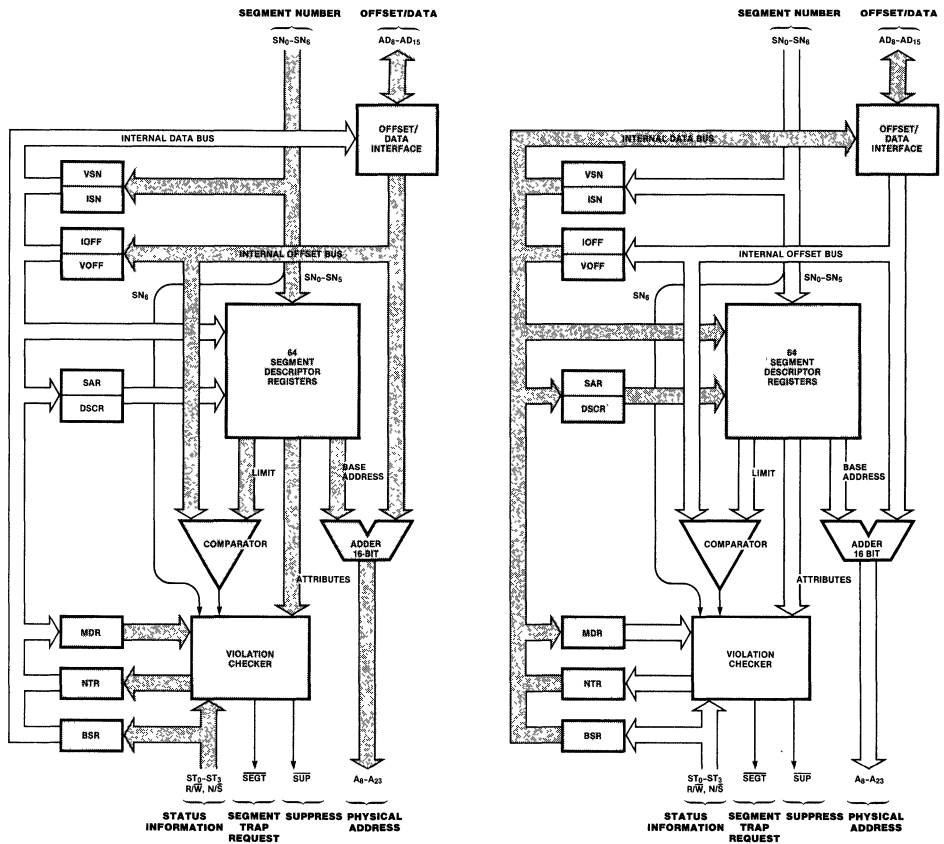 SEGMENT NUMBER
OFFSET/DATA
SN0-SN6
AD8-AD15
OFFSET/
DATA
INTERFACE
INTERNAL DATA BUS
VSN
ISN
IOFF
VOFF
INTERNAL OFFSET BUS
SN6
SN0-SN5
64
SEGMENT
DESCRIPTOR
REGISTERS
SAR
DSCR
LIMIT
BASE
ADDRESS
COMPARATOR
ADDER
16-BIT
ATTRIBUTES
MDR
VIOLATION
CHECKER
NTR
BSR
ST0-ST3
R/W̅, N/S̅
S̅E̅G̅T̅
S̅U̅P̅
A8-A23
STATUS
INFORMATION
SEGMENT
TRAP
REQUEST
SUPPRESS
PHYSICAL
ADDRESS
SEGMENT NUMBER
OFFSET/DATA
SN0-SN6
AD8-AD15
OFFSET/
DATA
INTERFACE
INTERNAL DATA BUS
VSN
ISN
IOFF
VOFF
INTERNAL OFFSET BUS
SN6
SN0-SN5
64
SEGMENT
DESCRIPTOR
REGISTERS
SAR
DSCR
LIMIT
BASE
ADDRESS
COMPARATOR
ADDER
16 BIT
ATTRIBUTES
MDR
VIOLATION
CHECKER
NTR
BSR
ST0-ST3
R/W̅, N/S̅
S̅E̅G̅T̅
S̅U̅P̅
A8-A23
STATUS
INFORMATION
SEGMENT
TRAP
REQUEST
SUPPRESS
PHYSICAL
ADDRESS